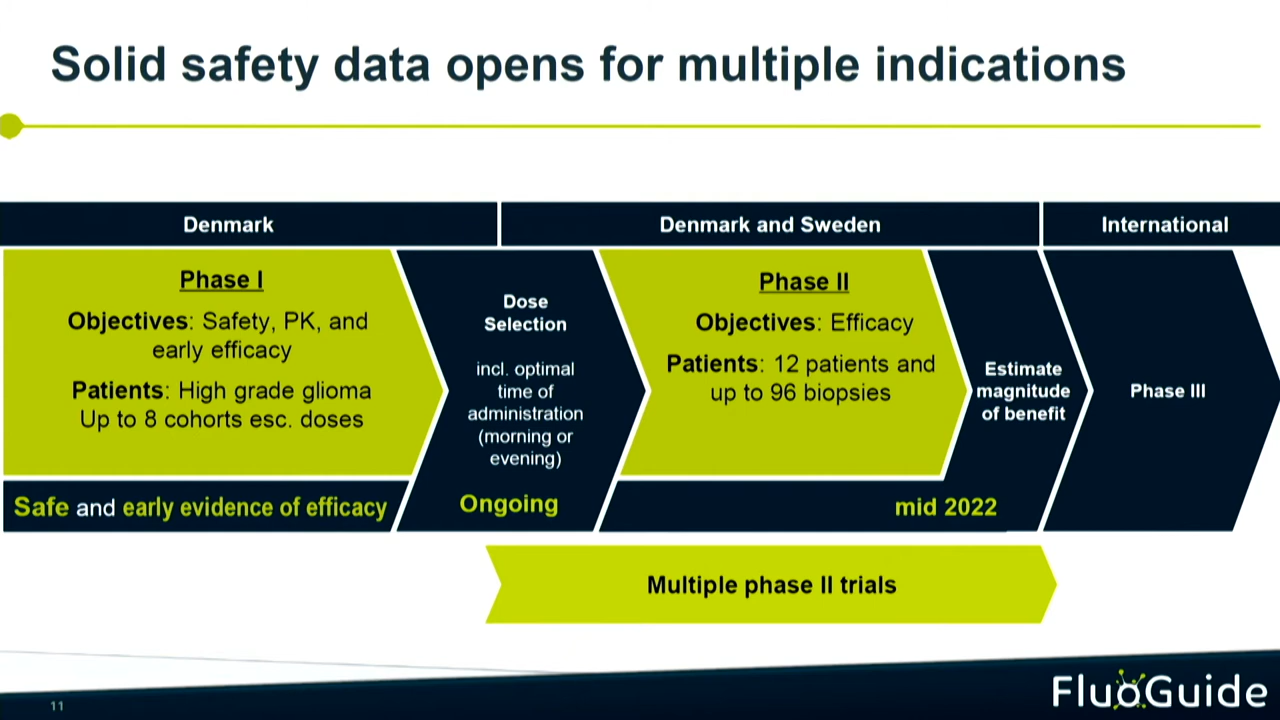 Solid safety data opens for multiple indications
Denmark
Denmark and Sweden
International
Phase I
Objectives: Safety, PK, and
early efficacy
Patients: High grade glioma
Up to 8 cohorts esc. doses
Safe and early evidence of efficacy
Dose
Selection
incl. optimal
time of
administration
(morning or
evening)
Ongoing
Phase II
Objectives: Efficacy
Patients: 12 patients and
up to 96 biopsies
mid 2022
Estimate
magnitude
of benefit
Phase III
Multiple phase II trials
11
FluoGuide